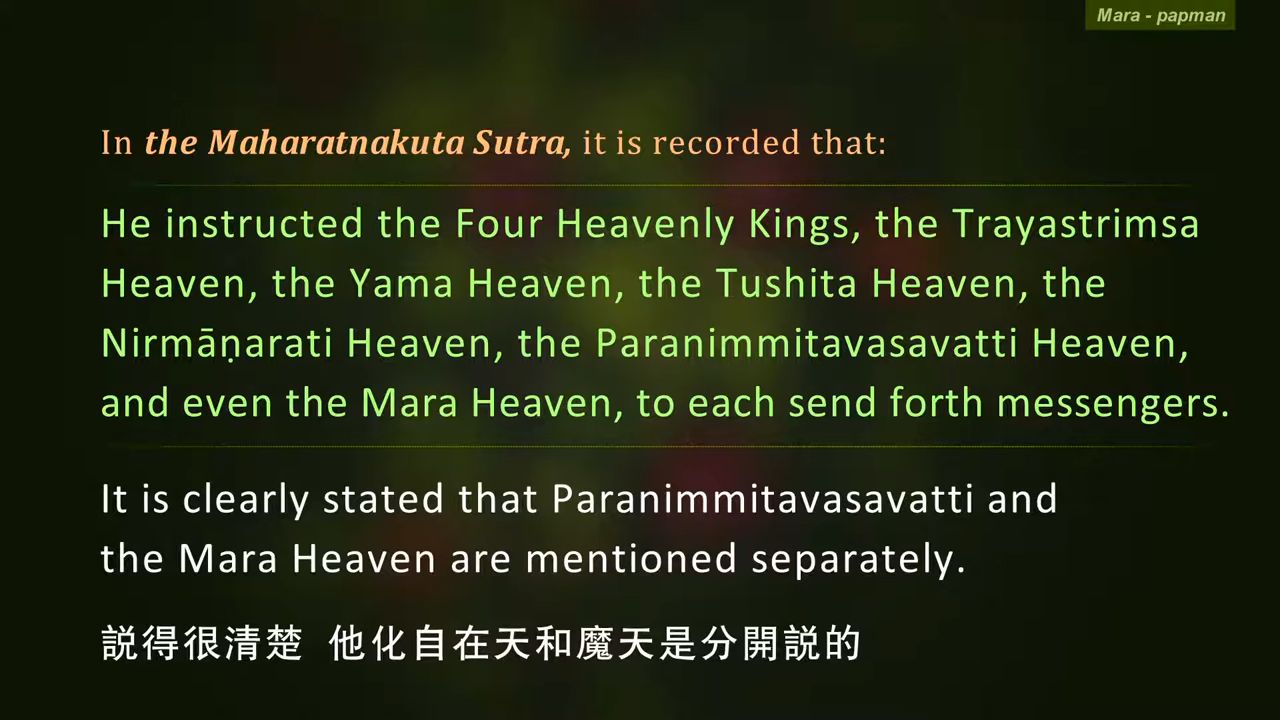 Mara - papman
In the Maharatnakuta Sutra, it is recorded that:
He instructed the Four Heavenly Kings, the Trayastrimsa
Heaven, the Yama Heaven, the Tushita Heaven, the
Nirmāṇarati Heaven, the Paranimmitavasavatti Heaven,
and even the Mara Heaven, to each send forth messengers.
It is clearly stated that Paranimmitavasavatti and
the Mara Heaven are mentioned separately.
説得很清楚 他化自在天和魔天是分開説的